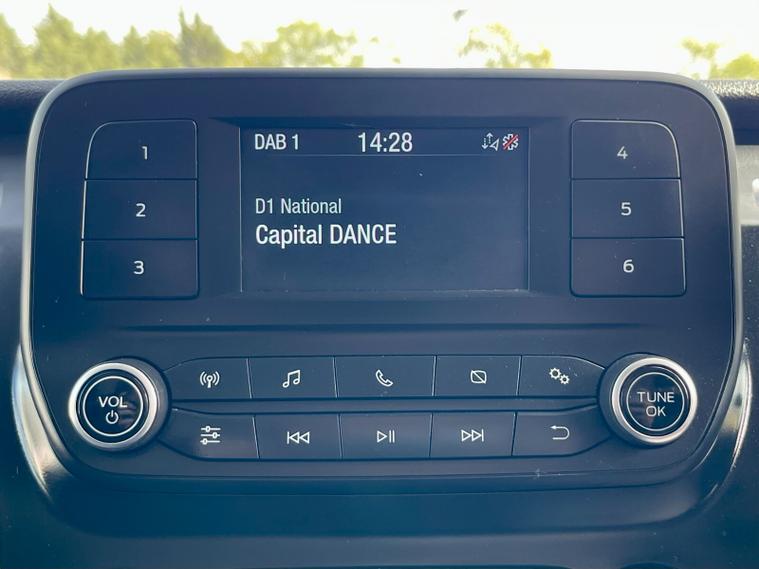 DAB 1 14:28
D1 National
Capital DANCE
1
2
3
4
5
6
VOL
TUNE
OK